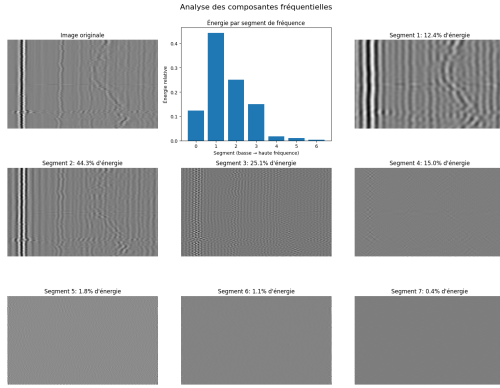 Analyse des composantes fréquentielles
Image originale
Énergie par segment de fréquence
Énergie relative
0.4
0.3
0.2
0.1
0.0
0 1 2 3 4 5 6
Segment (basse → haute fréquence)
Segment 1: 12.4% d'énergie
Segment 2: 44.3% d'énergie
Segment 3: 25.1% d'énergie
Segment 4: 15.0% d'énergie
Segment 5: 1.8% d'énergie
Segment 6: 1.1% d'énergie
Segment 7: 0.4% d'énergie